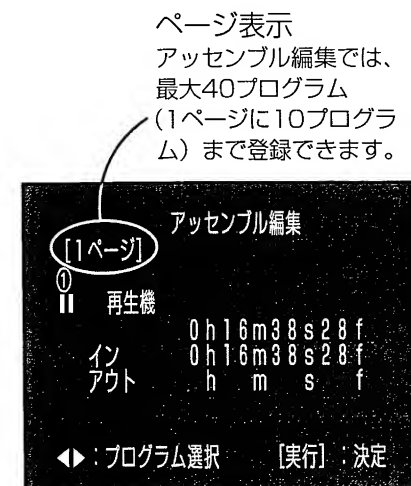 ページ表示
アッセンブル編集では、
最大40プログラム
(1ページに10プログラ
ム)まで登録できます。
アッセンブル編集
[1ページ]
①
再生機
0h16m38s28f
イン 0h16m38s28f
アウト h m s f
◀▶:プログラム選択 [実行]:決定